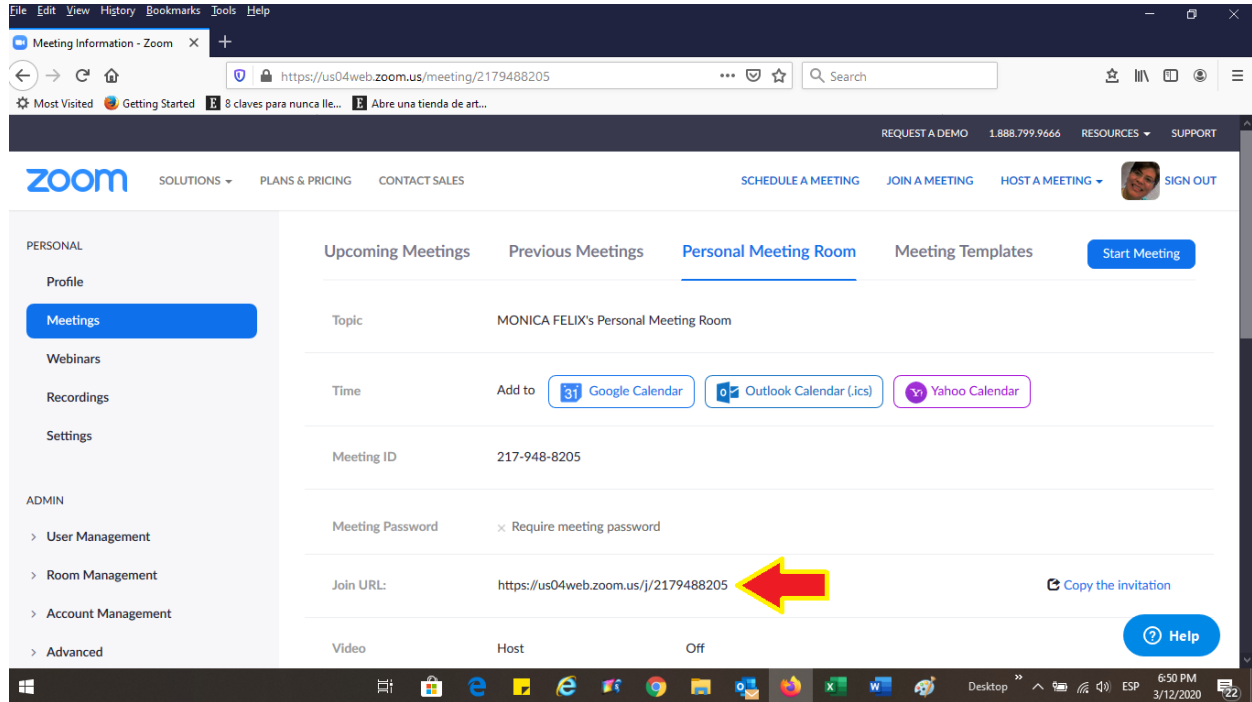 File Edit View History Bookmarks Tools Help
Meeting Information - Zoom
https://us04web.zoom.us/meeting/2179488205
Search
Most Visited Getting Started 8 claves para nunca lle... Abre una tienda de art...
REQUEST A DEMO 1.888.799.9666 RESOURCES SUPPORT
zoom SOLUTIONS PLANS & PRICING CONTACT SALES SCHEDULE A MEETING JOIN A MEETING HOST A MEETING SIGN OUT
PERSONAL
Profile
Meetings
Webinars
Recordings
Settings
ADMIN
User Management
Room Management
Account Management
Advanced
Upcoming Meetings Previous Meetings Personal Meeting Room Meeting Templates Start Meeting
Topic MONICA FELIX's Personal Meeting Room
Time Add to 31 Google Calendar Outlook Calendar (.ics) Yahoo Calendar
Meeting ID 217-948-8205
Meeting Password × Require meeting password
Join URL: https://us04web.zoom.us/j/2179488205 Copy the invitation
Video Host Off
Help
Desktop ESP 6:50 PM
3/12/2020 22